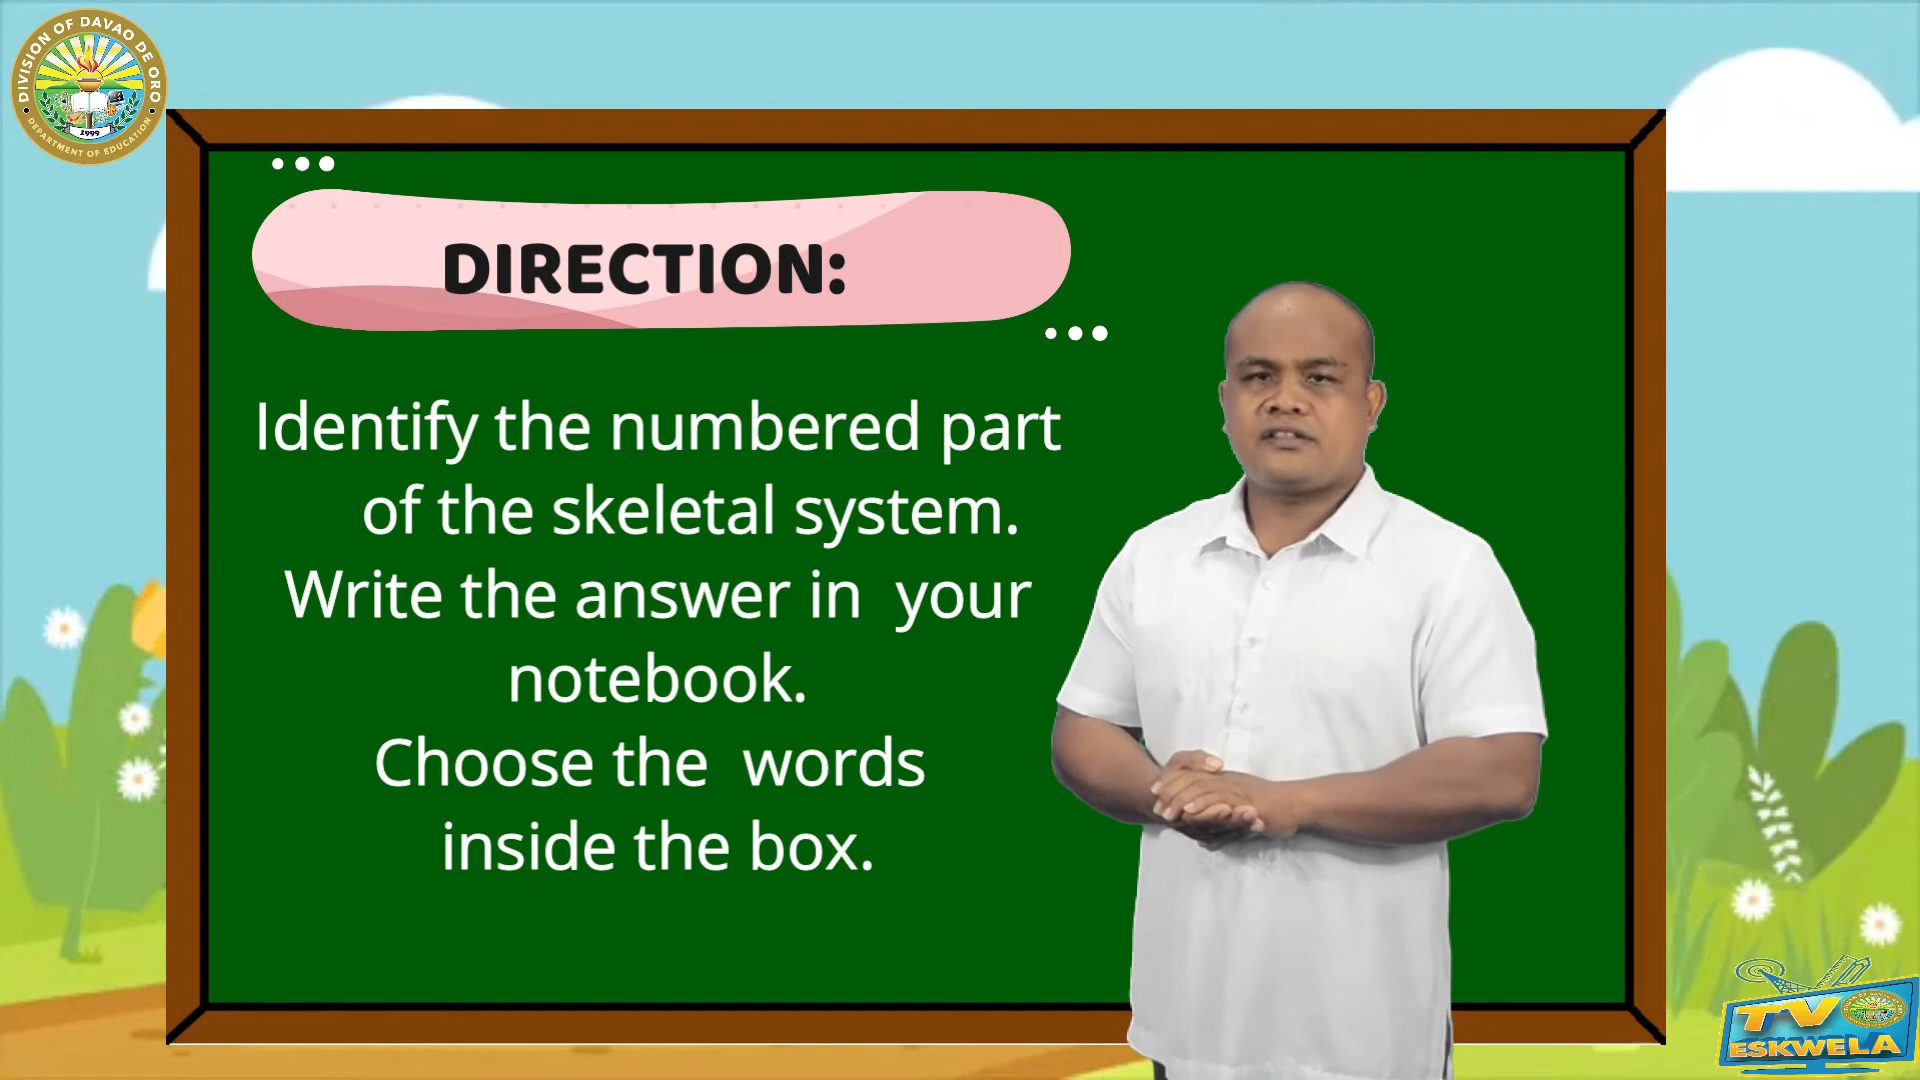 DIVISION OF DAVAO DE ORO
1999
DEPARTMENT OF EDUCATION
DIRECTION:
Identify the numbered part
of the skeletal system.
Write the answer in your
notebook.
Choose the words
inside the box.
TV
ESKWELA